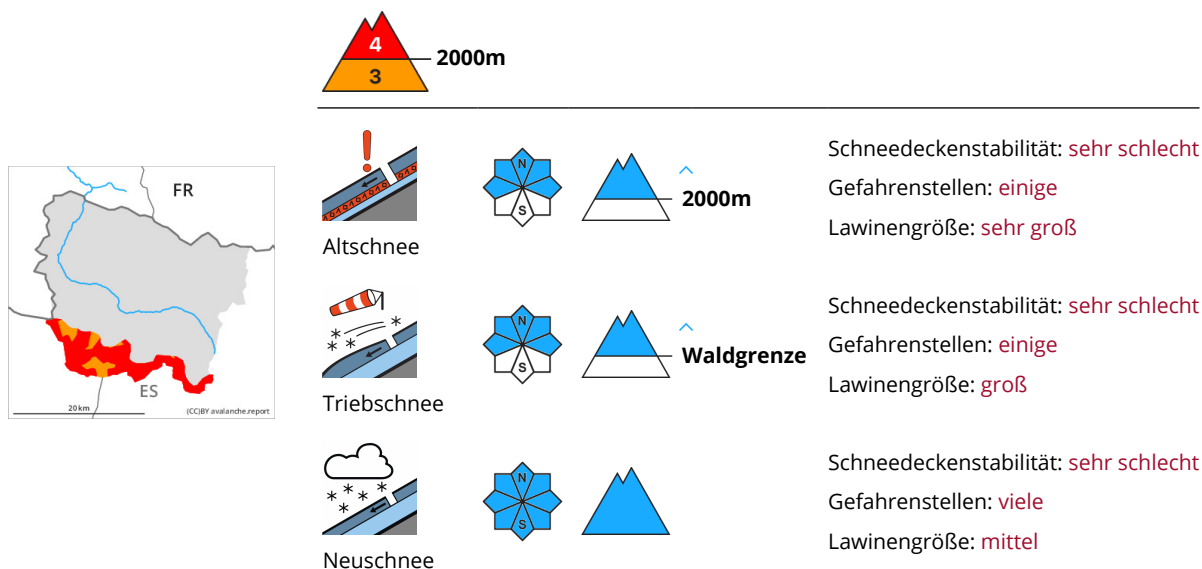 4
2000m
3
FR
ES
20 km
(CC)BY avalanche.report
N
S
2000m
Altschnee
Schneedeckenstabilität: sehr schlecht
Gefahrenstellen: einige
Lawinengröße: sehr groß
N
S
Waldgrenze
Triebschnee
Schneedeckenstabilität: sehr schlecht
Gefahrenstellen: einige
Lawinengröße: groß
N
S
Neuschnee
Schneedeckenstabilität: sehr schlecht
Gefahrenstellen: viele
Lawinengröße: mittel